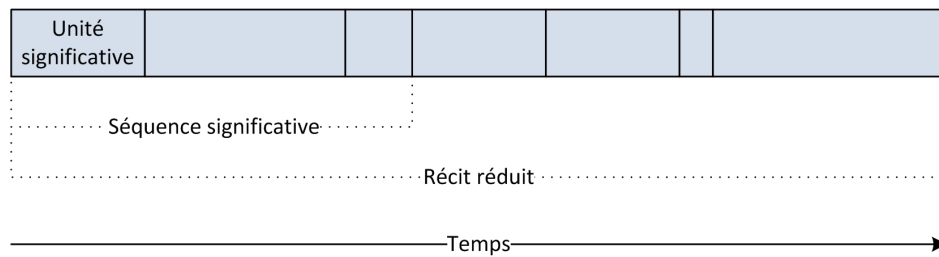 Unité
significative
Séquence significative
Récit réduit
Temps